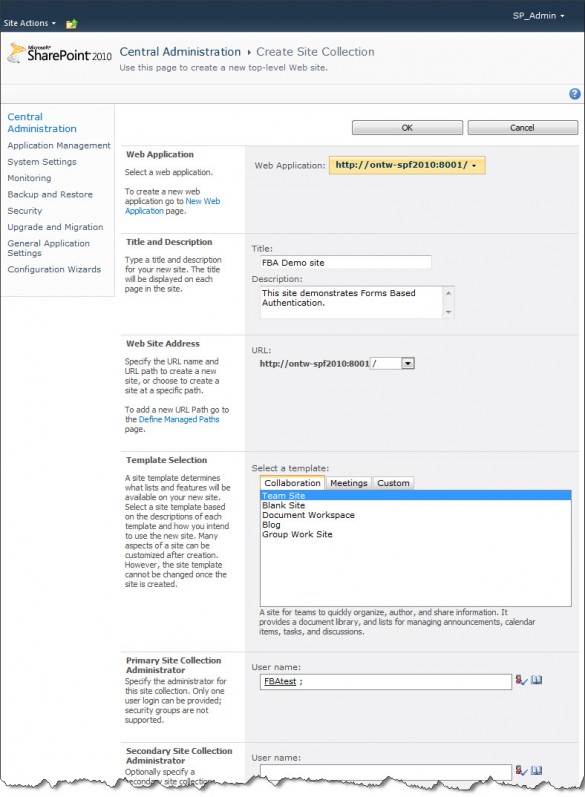 SP_Admin
Site Actions
Microsoft
SharePoint 2010
Central Administration › Create Site Collection
Use this page to create a new top-level Web site.
Central
Administration
Application Management
System Settings
Monitoring
Backup and Restore
Security
Upgrade and Migration
General Application
Settings
Configuration Wizards
OK
Cancel
Web Application
Select a web application.
To create a new web
application go to New Web
Application page.
Web Application:
http://ontw-spf2010:8001/
Title and Description
Type a title and description
for your new site. The title
will be displayed on each
page in the site.
Title:
FBA Demo site
Description:
This site demonstrates Forms Based
Authentication.
Web Site Address
Specify the URL name and
URL path to create a new
site, or choose to create a
site at a specific path.
To add a new URL Path go to
the Define Managed Paths
page.
URL:
http://ontw-spf2010:8001 /
Template Selection
A site template determines
what lists and features will be
available on your new site.
Select a site template based
on the descriptions of each
template and how you intend
to use the new site. Many
aspects of a site can be
customized after creation.
However, the site template
cannot be changed once the
site is created.
Select a template:
Collaboration
Meetings
Custom
Team Site
Blank Site
Document Workspace
Blog
Group Work Site
A site for teams to quickly organize, author, and share information. It
provides a document library, and lists for managing announcements, calendar
items, tasks, and discussions.
Primary Site Collection
Administrator
Specify the administrator for
this site collection. Only one
user login can be provided;
security groups are not
supported.
User name:
FBAtest ;
Secondary Site Collection
Administrator
Optionally specify a
secondary site collection
User name: